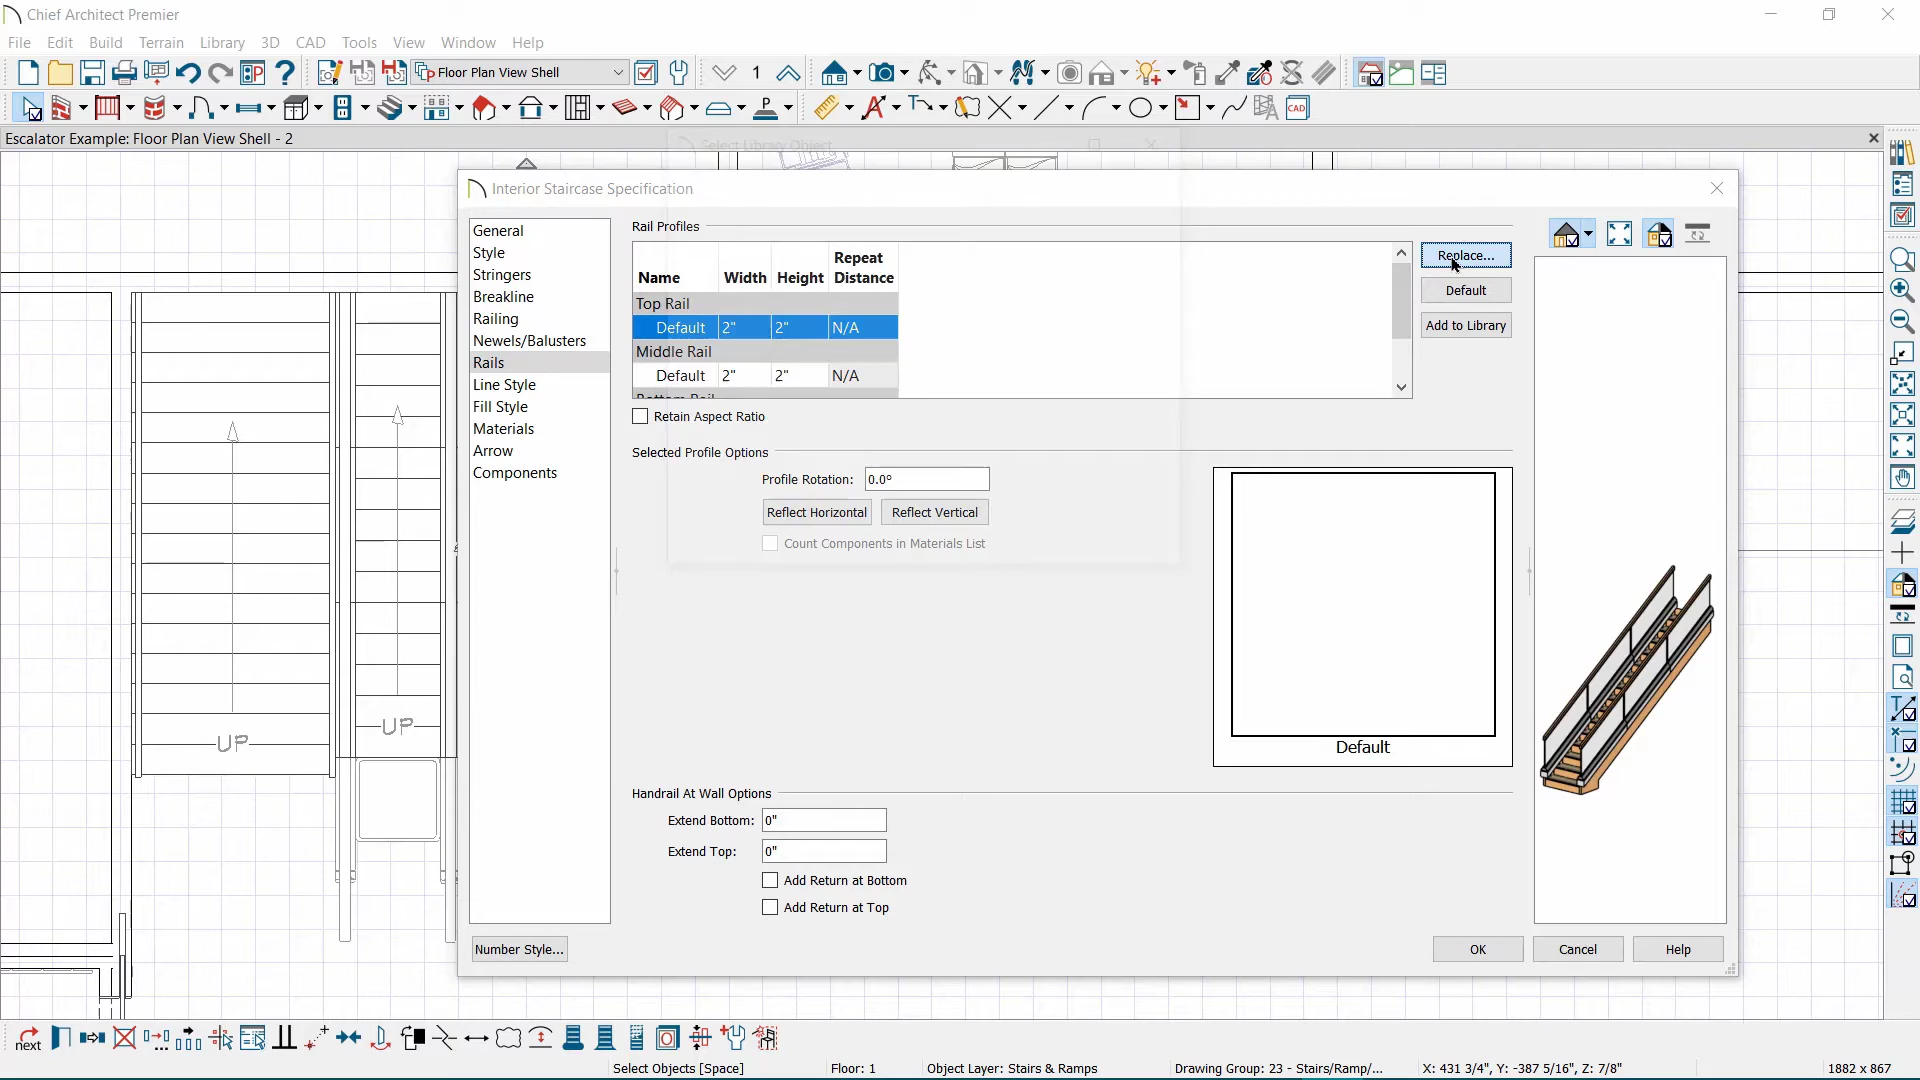 Chief Architect Premier
File Edit Build Terrain Library 3D CAD Tools View Window Help
Floor Plan View Shell
1
Escalator Example: Floor Plan View Shell - 2
Select Library Object
Interior Staircase Specification
General
Style
Stringers
Breakline
Railing
Newels/Balusters
Rails
Line Style
Fill Style
Materials
Arrow
Components
Rail Profiles
Name Width Height Repeat Distance
Top Rail
Default 2" 2" N/A
Middle Rail
Default 2" 2" N/A
Bottom Rail
Replace...
Default
Add to Library
Retain Aspect Ratio
Selected Profile Options
Profile Rotation: 0.0°
Reflect Horizontal Reflect Vertical
Count Components in Materials List
Default
Handrail At Wall Options
Extend Bottom: 0"
Extend Top: 0"
Add Return at Bottom
Add Return at Top
Number Style... OK Cancel Help
UP
UP
next
CAD
Select Objects [Space] Floor: 1 Object Layer: Stairs & Ramps Drawing Group: 23 - Stairs/Ramp/... X: 431 3/4", Y: -387 5/16", Z: 7/8" 1882 x 867